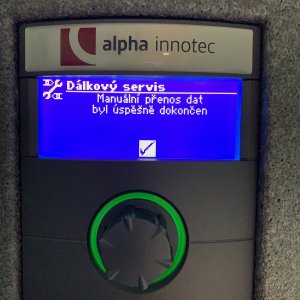 alpha innotec
Dálkový servis
Manuální přenos dat
byl úspěšně dokončen